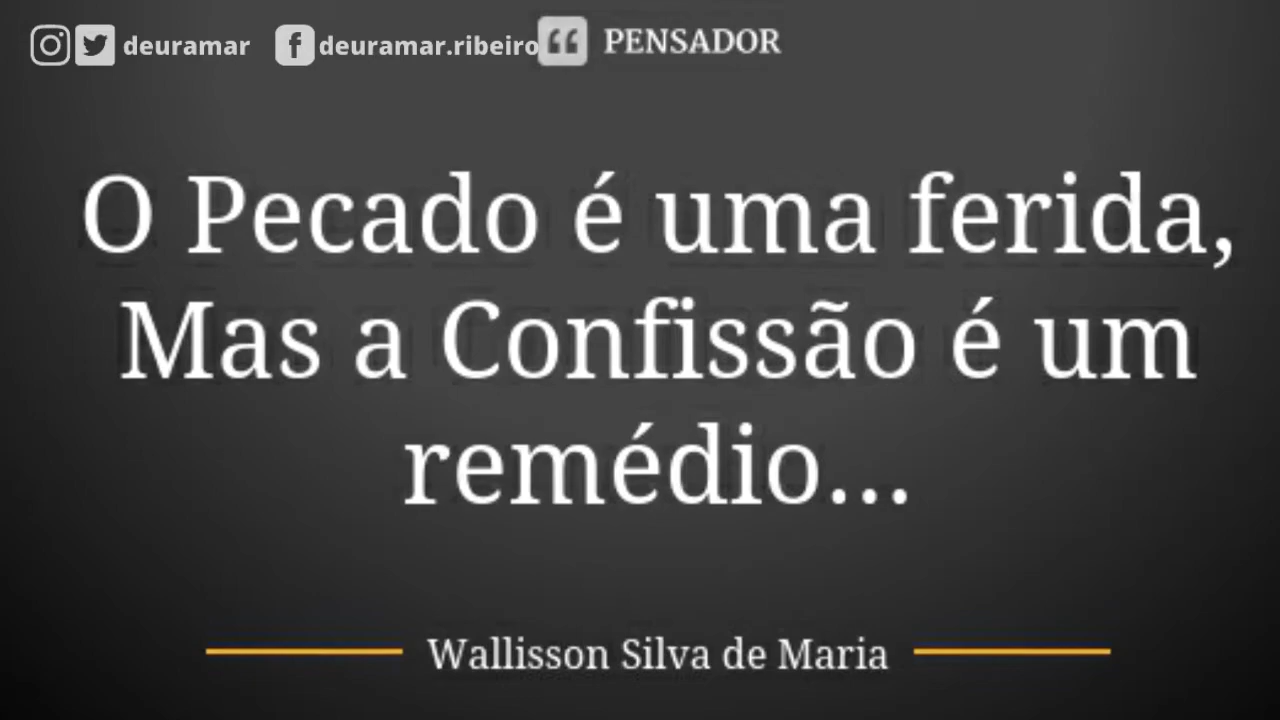 deuramar deuramar.ribeiro PENSADOR
O Pecado é uma ferida,
Mas a Confissão é um
remédio...
Wallisson Silva de Maria